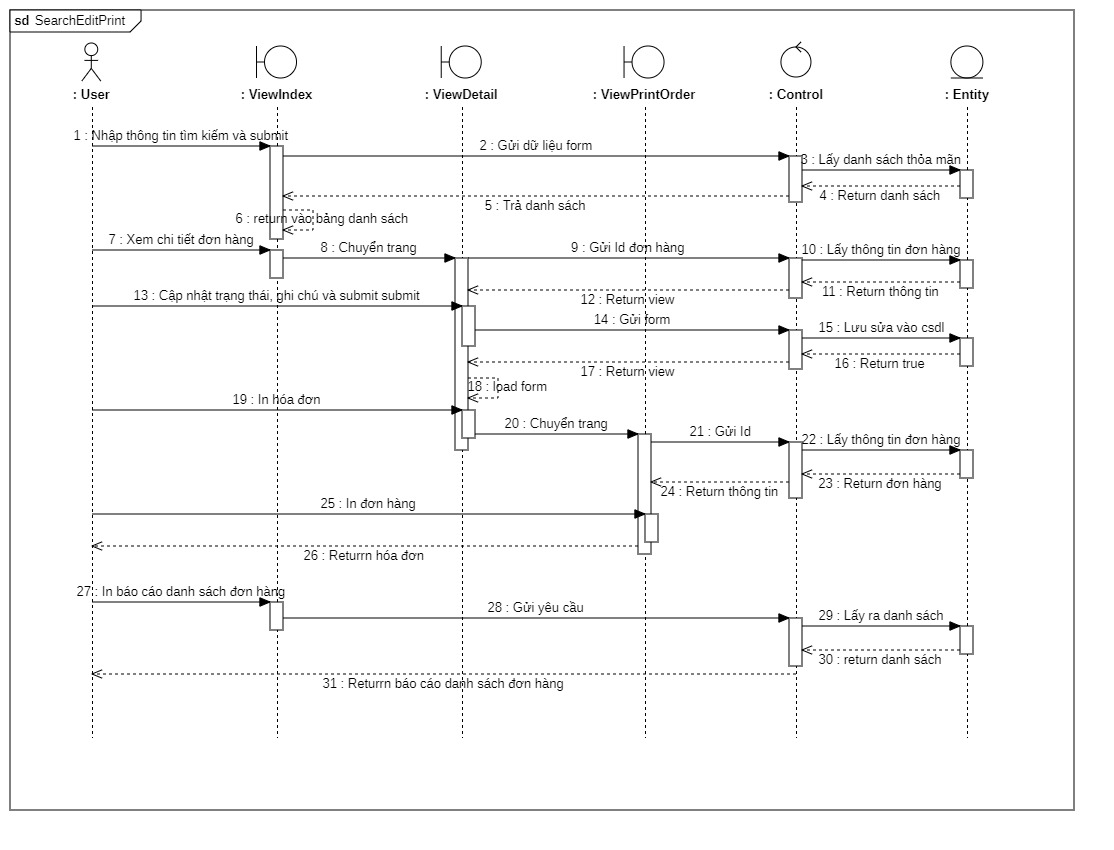 sd SearchEditPrint
: User
: ViewIndex
: ViewDetail
: ViewPrintOrder
: Control
: Entity
1 : Nhập thông tin tìm kiếm và submit
2 : Gửi dữ liệu form
3 : Lấy danh sách thỏa mãn
4 : Return danh sách
5 : Trả danh sách
6 : return vào bảng danh sách
7 : Xem chi tiết đơn hàng
8 : Chuyển trang
9 : Gửi Id đơn hàng
10 : Lấy thông tin đơn hàng
11 : Return thông tin
12 : Return view
13 : Cập nhật trạng thái, ghi chú và submit submit
14 : Gửi form
15 : Lưu sửa vào csdl
16 : Return true
17 : Return view
18 : load form
19 : In hóa đơn
20 : Chuyển trang
21 : Gửi Id
22 : Lấy thông tin đơn hàng
23 : Return đơn hàng
24 : Return thông tin
25 : In đơn hàng
26 : Returrn hóa đơn
27 : In báo cáo danh sách đơn hàng
28 : Gửi yêu cầu
29 : Lấy ra danh sách
30 : return danh sách
31 : Returrn báo cáo danh sách đơn hàng